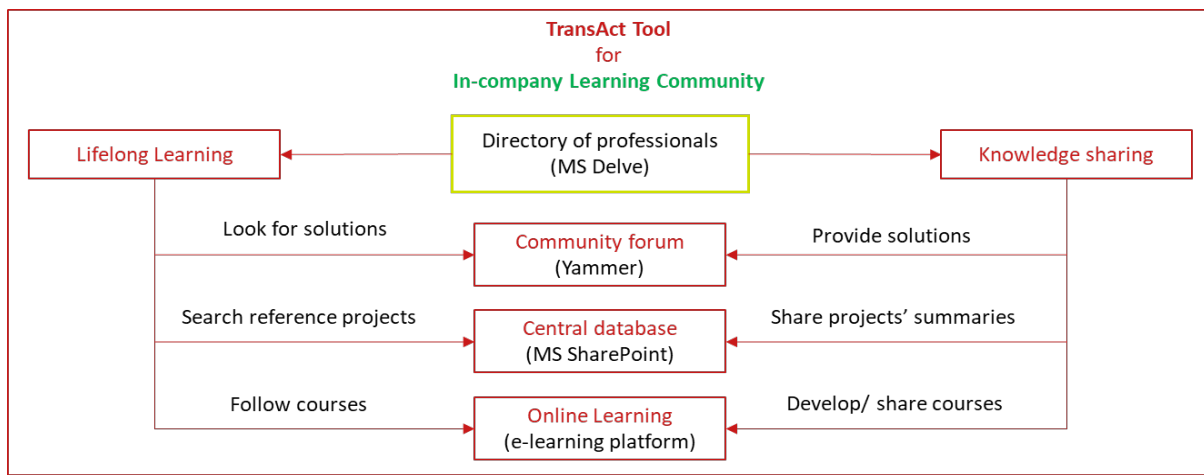 TransAct Tool
for
In-company Learning Community
Lifelong Learning
Directory of professionals
(MS Delve)
Knowledge sharing
Look for solutions
Community forum
(Yammer)
Provide solutions
Search reference projects
Central database
(MS SharePoint)
Share projects’ summaries
Follow courses
Online Learning
(e-learning platform)
Develop/ share courses